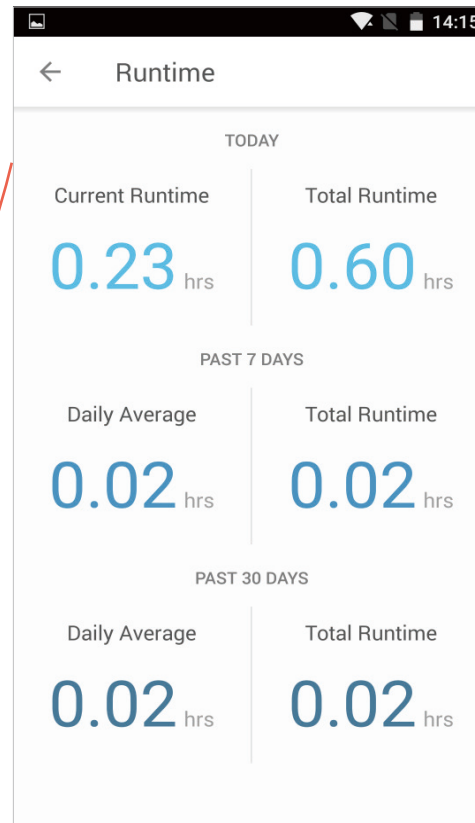 14:15
Runtime
TODAY
Current Runtime Total Runtime
0.23 hrs 0.60 hrs
PAST 7 DAYS
Daily Average Total Runtime
0.02 hrs 0.02 hrs
PAST 30 DAYS
Daily Average Total Runtime
0.02 hrs 0.02 hrs